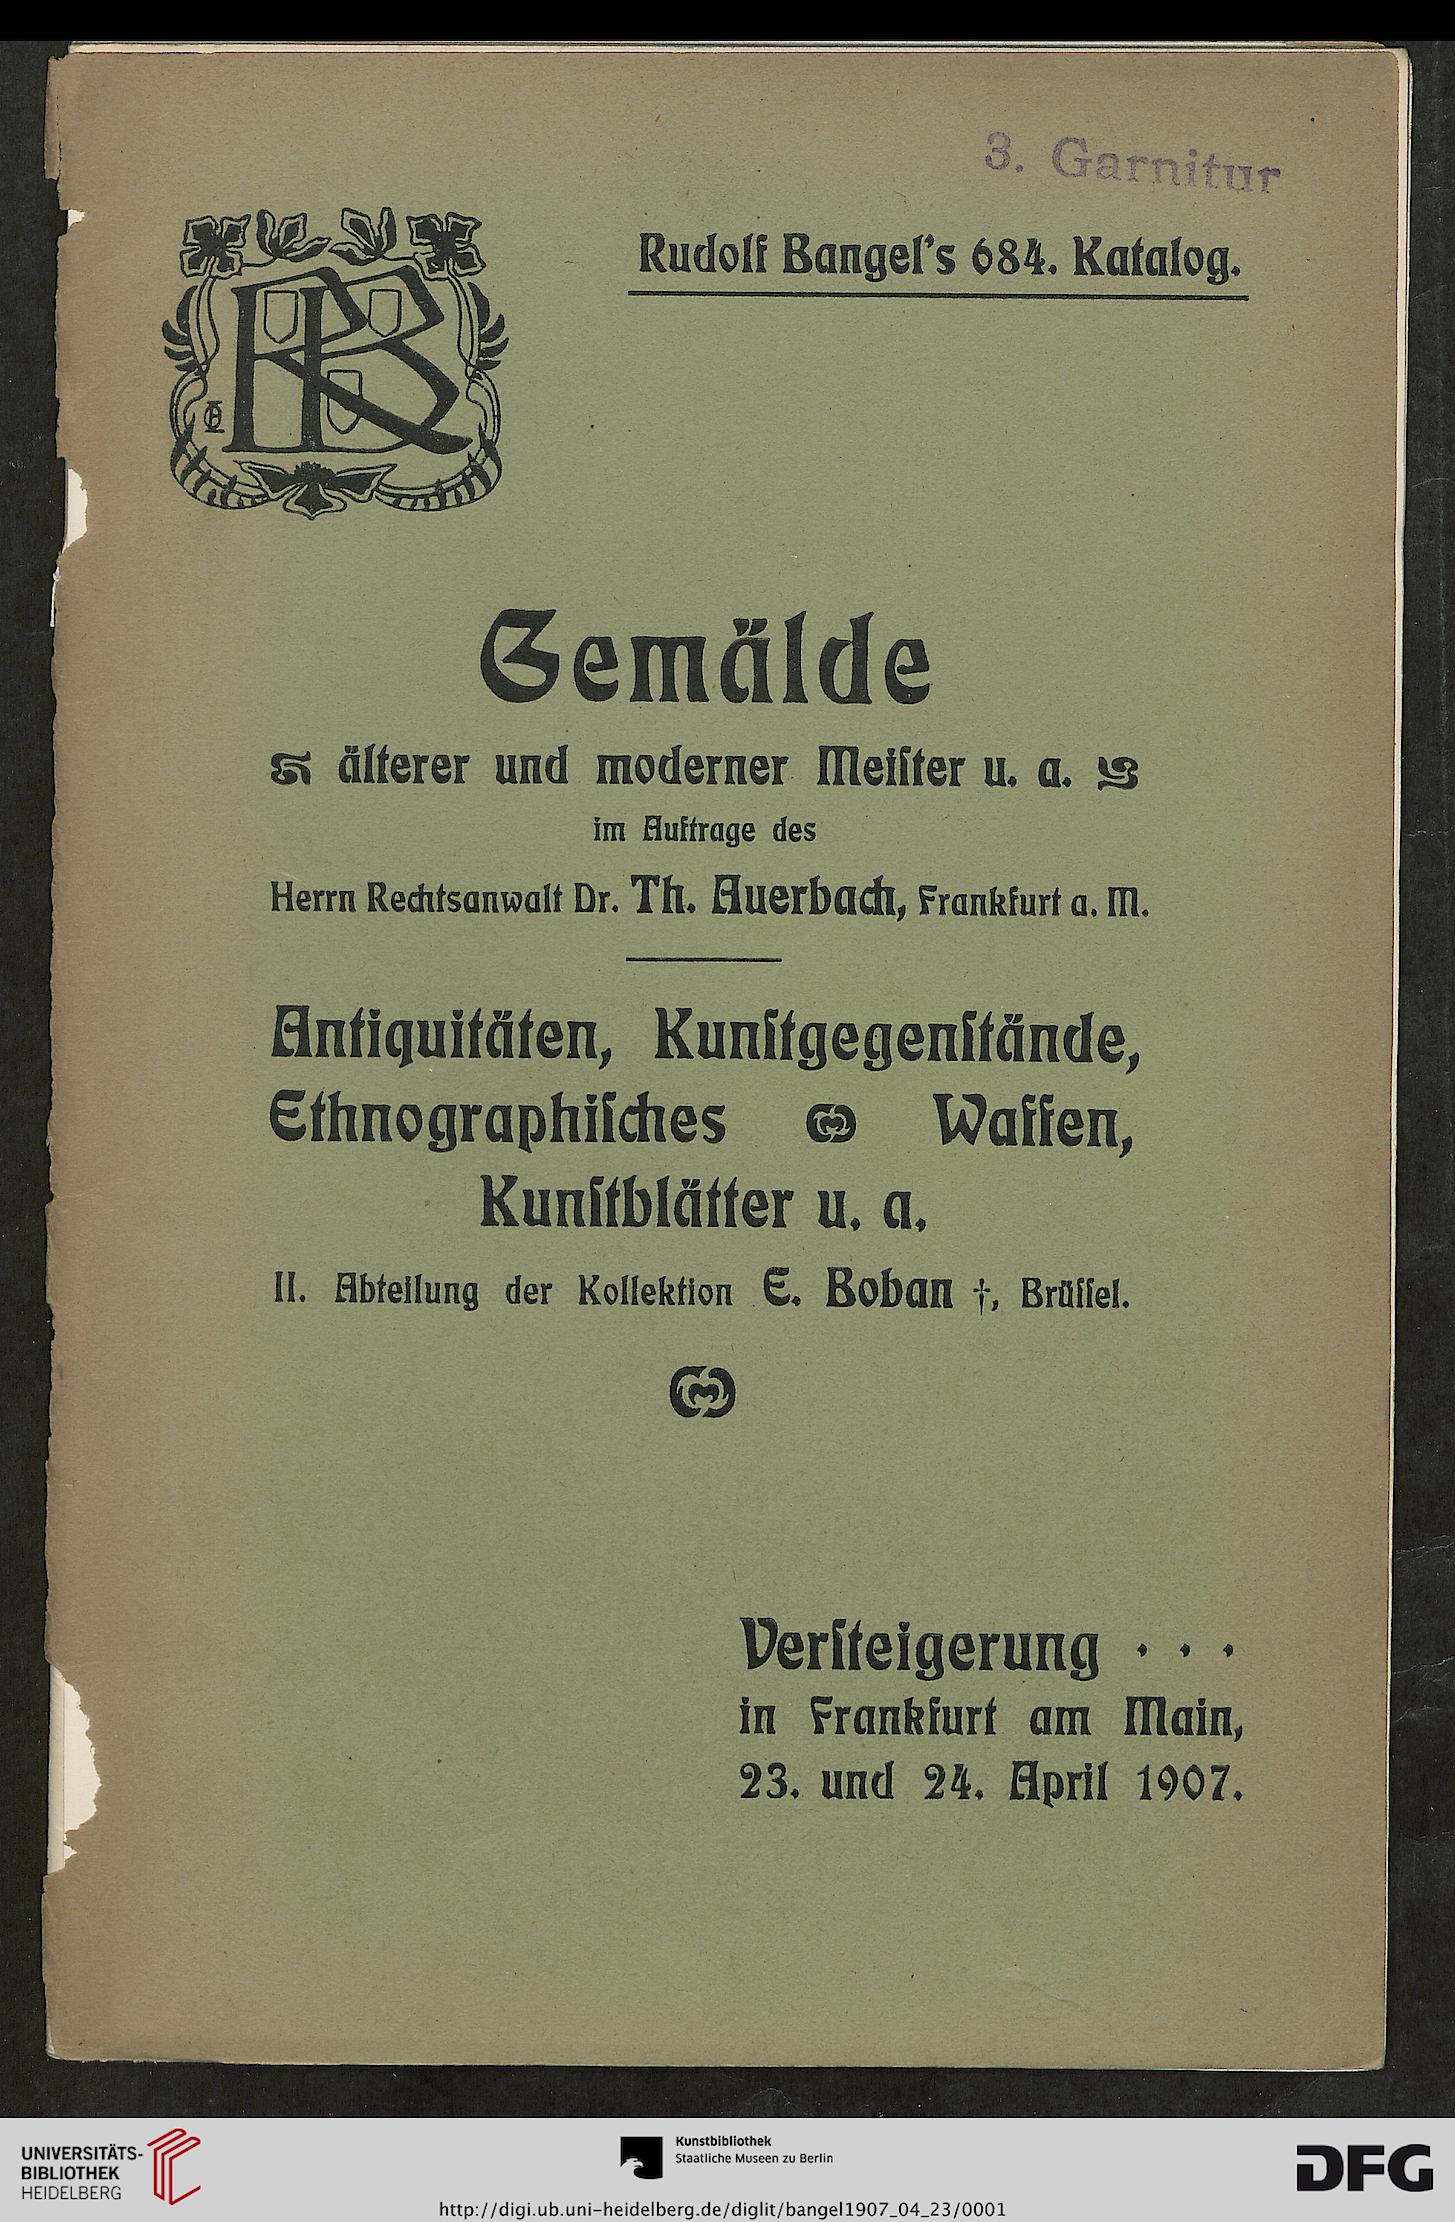 3. Garnitur
Rudolf Bangel's 684. Katalog.
RB
Gemälde
älterer und moderner Meiſter u. a.
im Auftrage des
Herrn Rechtsanwalt Dr. Th. Auerbach, Frankfurt a. M.
Antiquitäten, Kunſtgegenſtände,
Ethnographiſches Waffen,
Kunſtblätter u. a.
II. Abteilung der Kollektion E. Boban †, Brüſſel.
Verſteigerung . . .
in Frankfurt am Main,
23. und 24. April 1907.
UNIVERSITÄTS-
BIBLIOTHEK
HEIDELBERG
Kunstbibliothek
Staatliche Museen zu Berlin
DFG
http://digi.ub.uni-heidelberg.de/diglit/bangel1907_04_23/0001